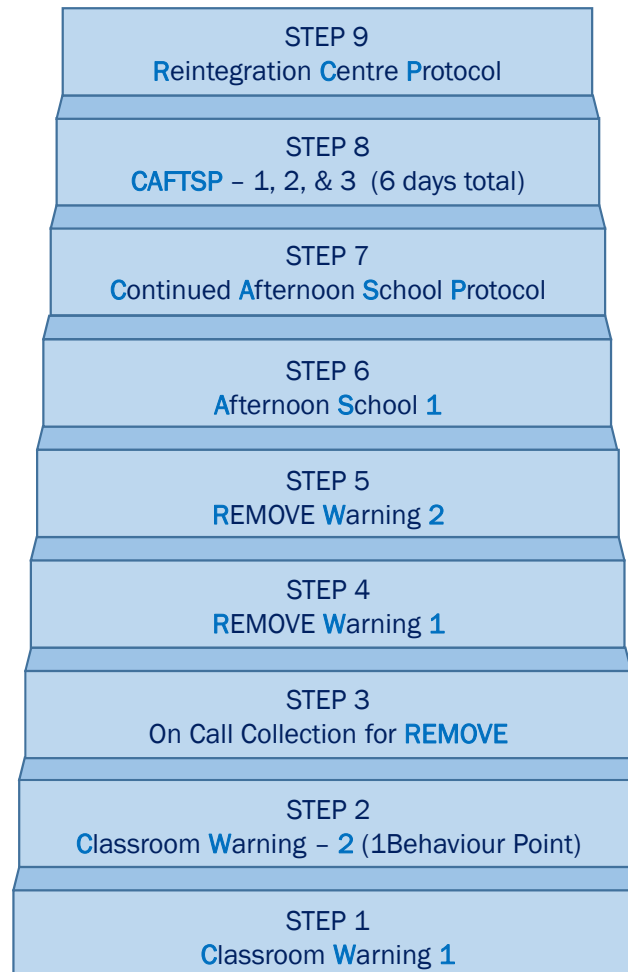 STEP 9
Reintegration Centre Protocol
STEP 8
CAFTSP – 1, 2, & 3 (6 days total)
STEP 7
Continued Afternoon School Protocol
STEP 6
Afternoon School 1
STEP 5
REMOVE Warning 2
STEP 4
REMOVE Warning 1
STEP 3
On Call Collection for REMOVE
STEP 2
Classroom Warning – 2 (1Behaviour Point)
STEP 1
Classroom Warning 1